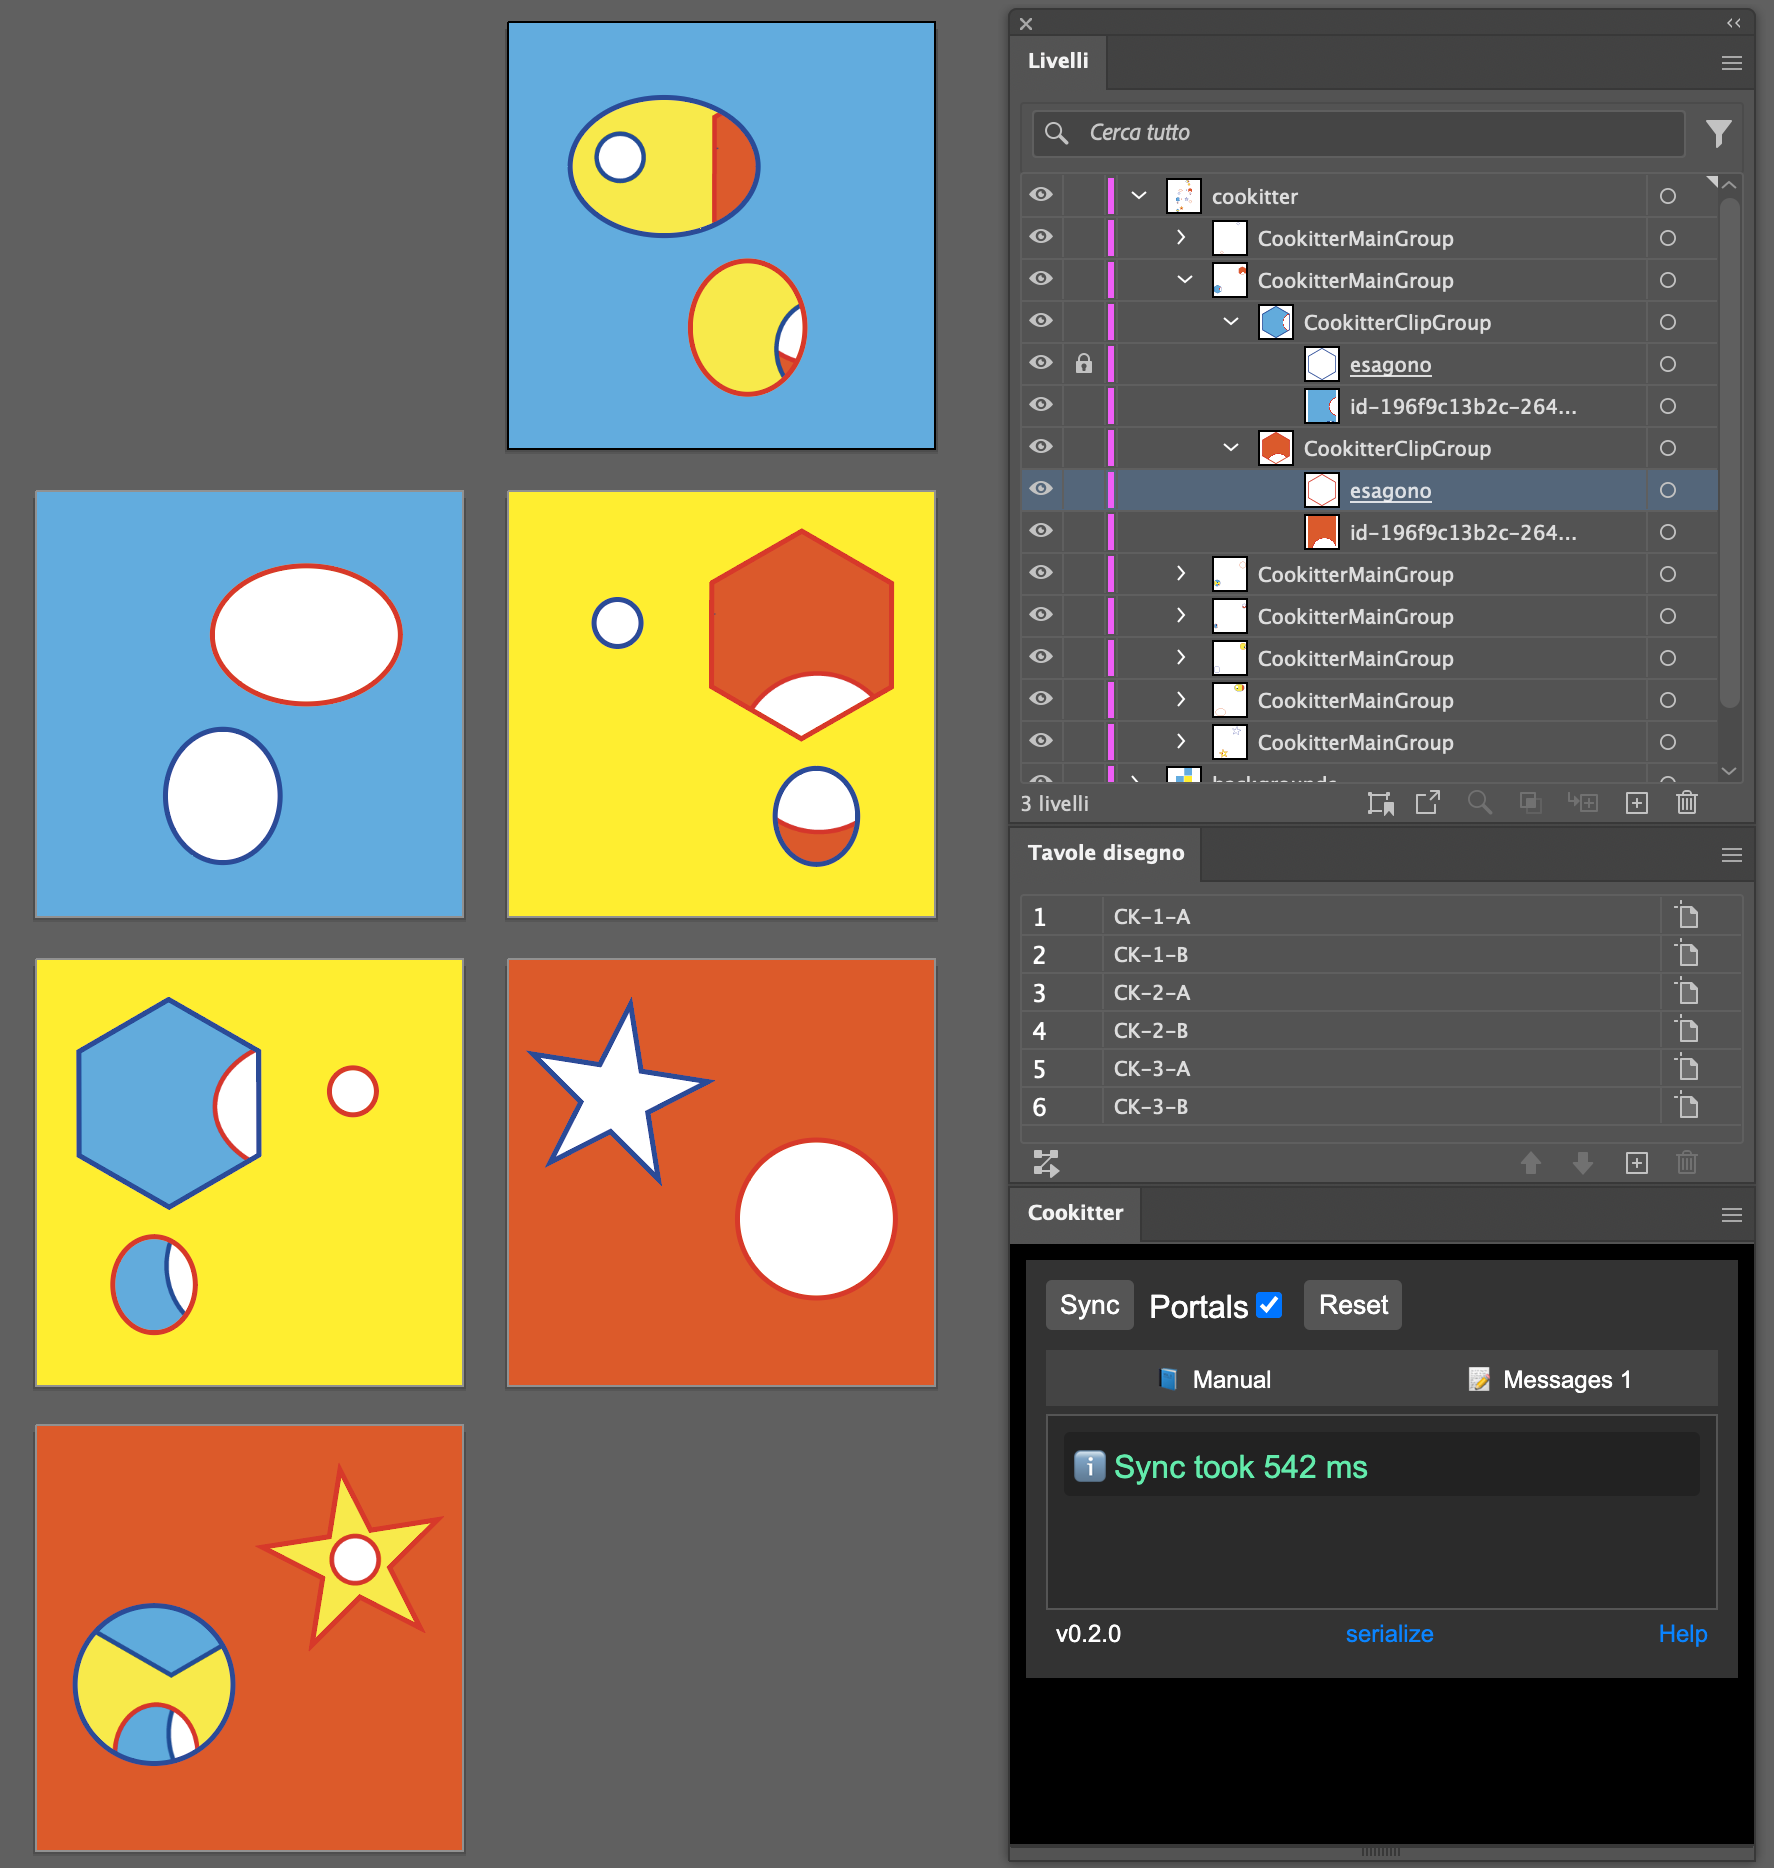 Livelli
Cerca tutto
cookitter
CookitterMainGroup
CookitterMainGroup
CookitterClipGroup
esagono
id-196f9c13b2c-264...
CookitterClipGroup
esagono
id-196f9c13b2c-264...
CookitterMainGroup
CookitterMainGroup
CookitterMainGroup
CookitterMainGroup
CookitterMainGroup
backgrounds
3 livelli
Tavole disegno
1 CK-1-A
2 CK-1-B
3 CK-2-A
4 CK-2-B
5 CK-3-A
6 CK-3-B
Cookitter
Sync Portals Reset
Manual Messages 1
Sync took 542 ms
v0.2.0 serialize Help